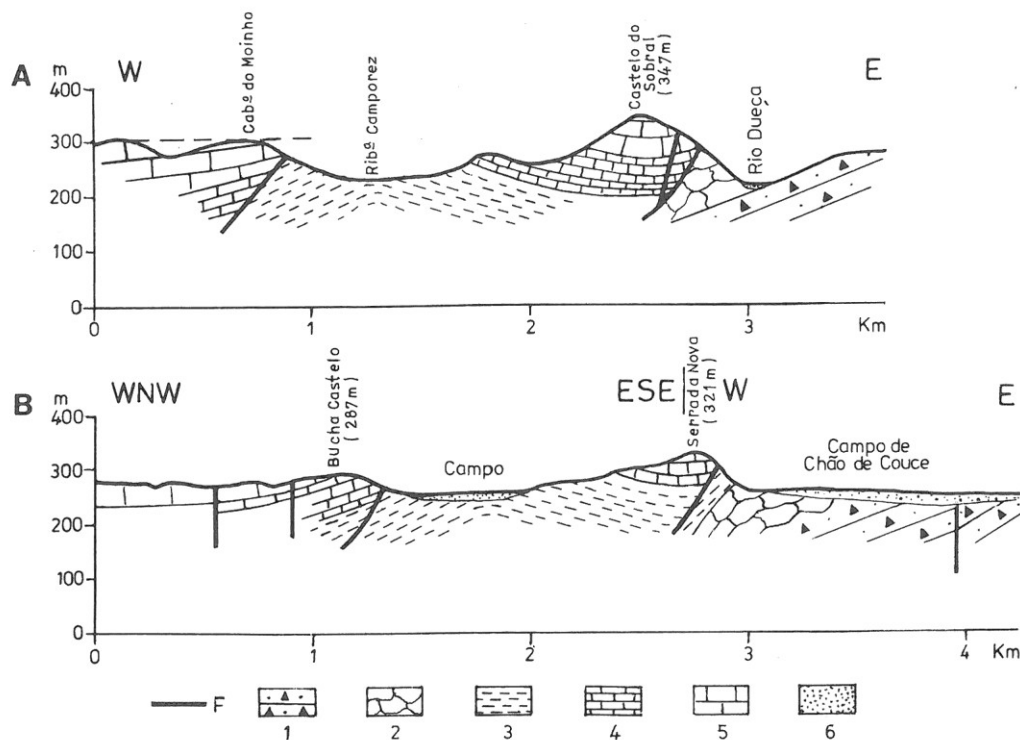 A
m
W
E
400
300
200
100
0
Cabº do Moinho
Ribª Camporez
Castelo do
Sobral
(347m)
Rio Dueça
0
1
2
3
Km
B
m
WNW
ESE
W
E
400
300
200
100
0
Bucha Castelo
(287m)
Campo
Serrada Nova
(321m)
Campo de
Chão de Couce
0
1
2
3
4
Km
F
1
2
3
4
5
6